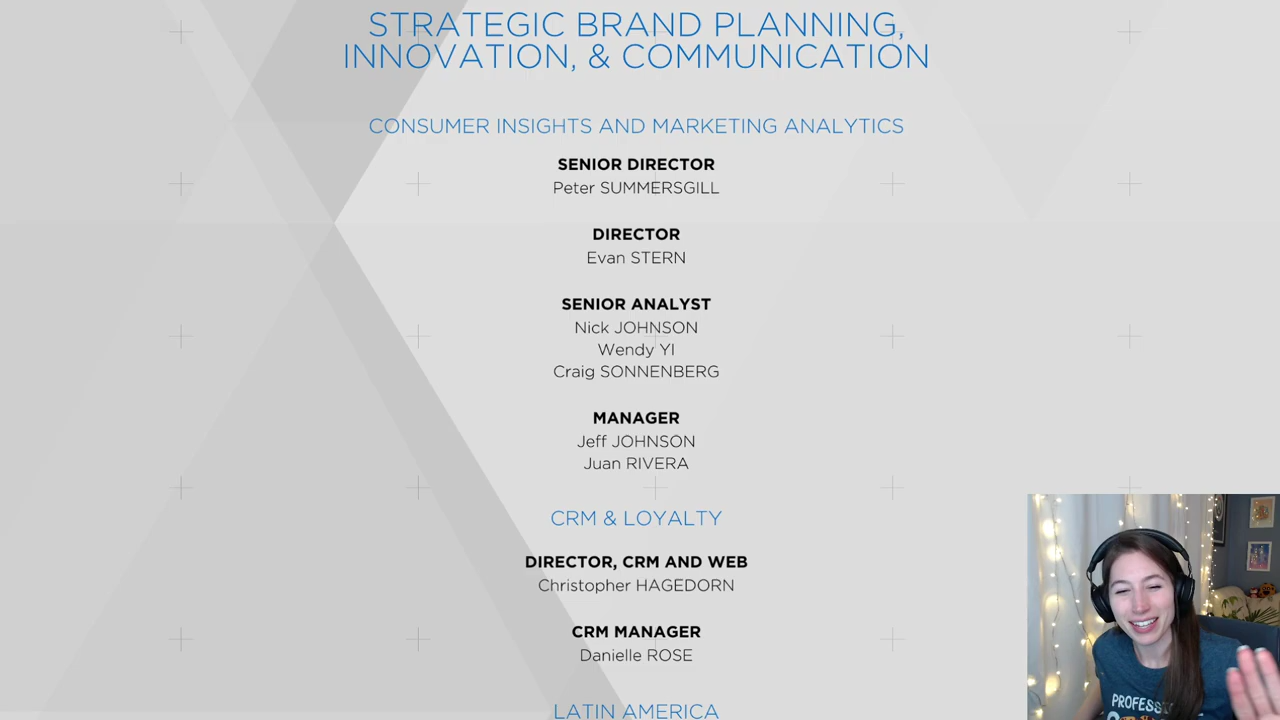 STRATEGIC BRAND PLANNING,
INNOVATION, & COMMUNICATION
CONSUMER INSIGHTS AND MARKETING ANALYTICS
SENIOR DIRECTOR
Peter SUMMERSGILL
DIRECTOR
Evan STERN
SENIOR ANALYST
Nick JOHNSON
Wendy YI
Craig SONNENBERG
MANAGER
Jeff JOHNSON
Juan RIVERA
CRM & LOYALTY
DIRECTOR, CRM AND WEB
Christopher HAGEDORN
CRM MANAGER
Danielle ROSE
LATIN AMERICA